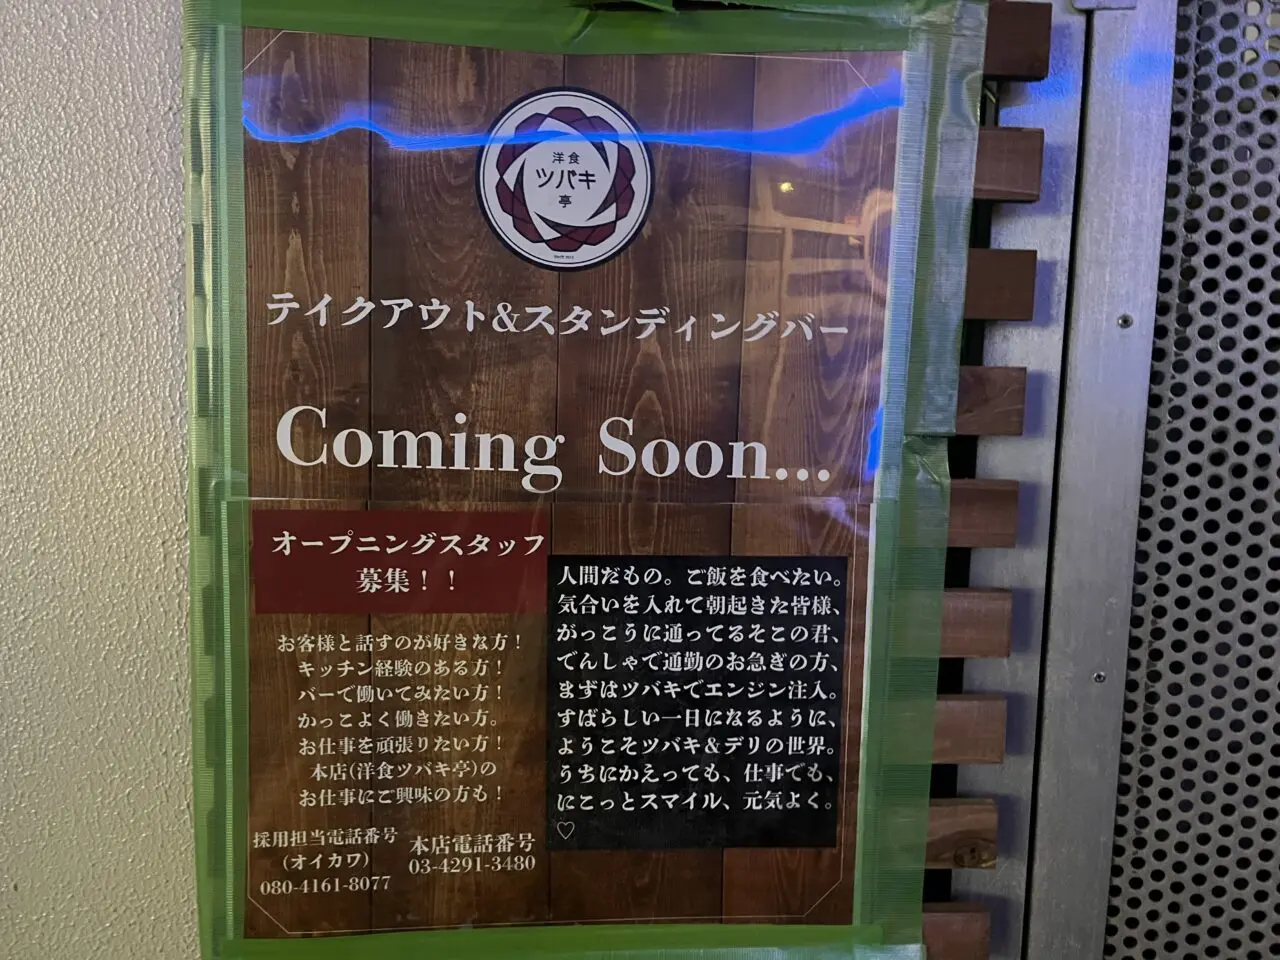 洋食
ツバキ
亭
テイクアウト&スタンディングバー
Coming Soon...
オープニングスタッフ
募集！！
お客様と話すのが好きな方！
キッチン経験のある方！
バーで働いてみたい方！
かっこよく働きたい方。
お仕事を頑張りたい方！
本店(洋食ツバキ亭)の
お仕事にご興味の方も！
採用担当電話番号
(オイカワ)
080-4161-8077
本店電話番号
03-4291-3480
人間だもの。ご飯を食べたい。
気合いを入れて朝起きた皆様、
がっこうに通ってるそこの君、
でんしゃで通勤のお急ぎの方、
まずはツバキでエンジン注入。
すばらしい一日になるように、
ようこそツバキ＆デリの世界。
うちにかえっても、仕事でも、
にこっとスマイル、元気よく。
♡